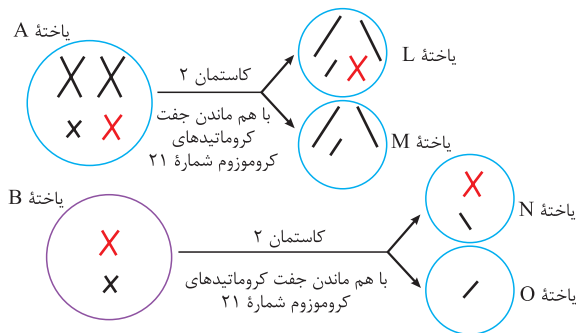 یاختهٔ A
یاختهٔ L
کاستمان ۲
با هم ماندن جفت
کروماتیدهای
کروموزوم شمارهٔ ۲۱
یاختهٔ M
یاختهٔ B
کاستمان ۲
با هم ماندن جفت کروماتیدهای
کروموزوم شمارهٔ ۲۱
یاختهٔ N
یاختهٔ O